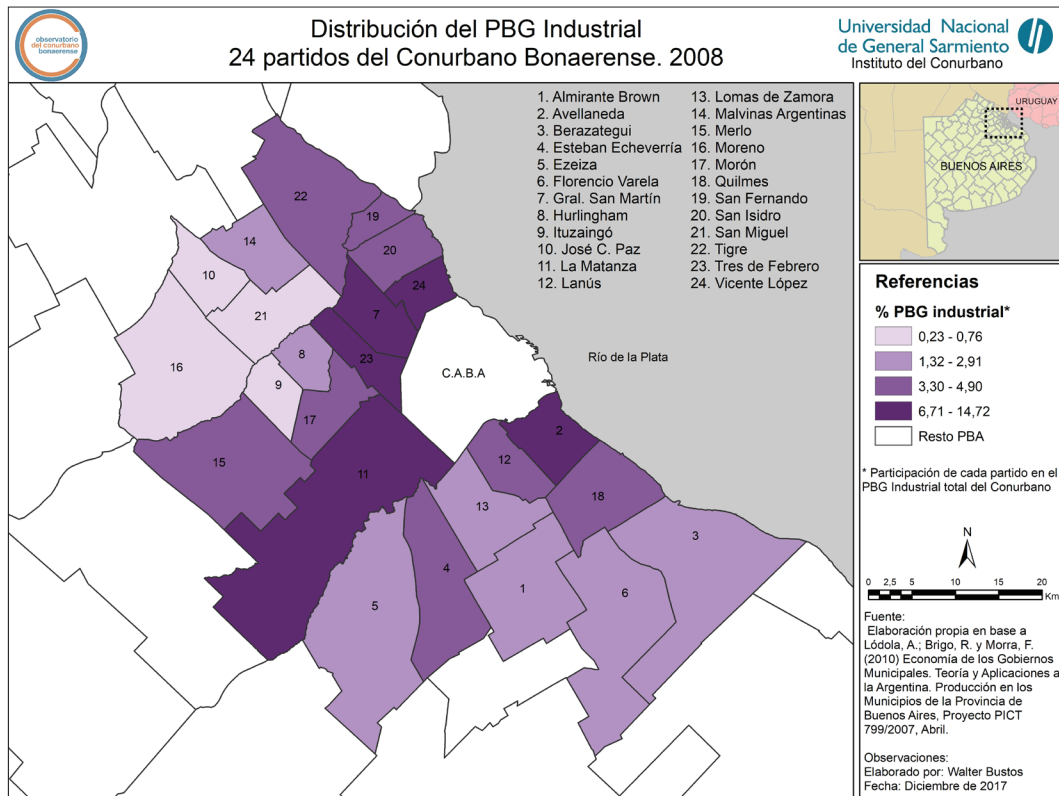 observatorio
del conurbano
bonaerense
Distribución del PBG Industrial
24 partidos del Conurbano Bonaerense. 2008
Universidad Nacional
de General Sarmiento
Instituto del Conurbano
1. Almirante Brown
2. Avellaneda
3. Berazategui
4. Esteban Echeverría
5. Ezeiza
6. Florencio Varela
7. Gral. San Martín
8. Hurlingham
9. Ituzaingó
10. José C. Paz
11. La Matanza
12. Lanús
13. Lomas de Zamora
14. Malvinas Argentinas
15. Merlo
16. Moreno
17. Morón
18. Quilmes
19. San Fernando
20. San Isidro
21. San Miguel
22. Tigre
23. Tres de Febrero
24. Vicente López
22
19
14
20
10
24
7
21
23
8
16
9
17
C.A.B.A
Río de la Plata
2
12
15
11
18
13
3
4
1
6
5
URUGUAY
BUENOS AIRES
Referencias
% PBG industrial*
0,23 - 0,76
1,32 - 2,91
3,30 - 4,90
6,71 - 14,72
Resto PBA
* Participación de cada partido en el
PBG Industrial total del Conurbano
N
0 2,5 5 10 15 20
Km
Fuente:
Elaboración propia en base a
Lódola, A.; Brigo, R. y Morra, F.
(2010) Economía de los Gobiernos
Municipales. Teoría y Aplicaciones a
la Argentina. Producción en los
Municipios de la Provincia de
Buenos Aires, Proyecto PICT
799/2007, Abril.
Observaciones:
Elaborado por: Walter Bustos
Fecha: Diciembre de 2017